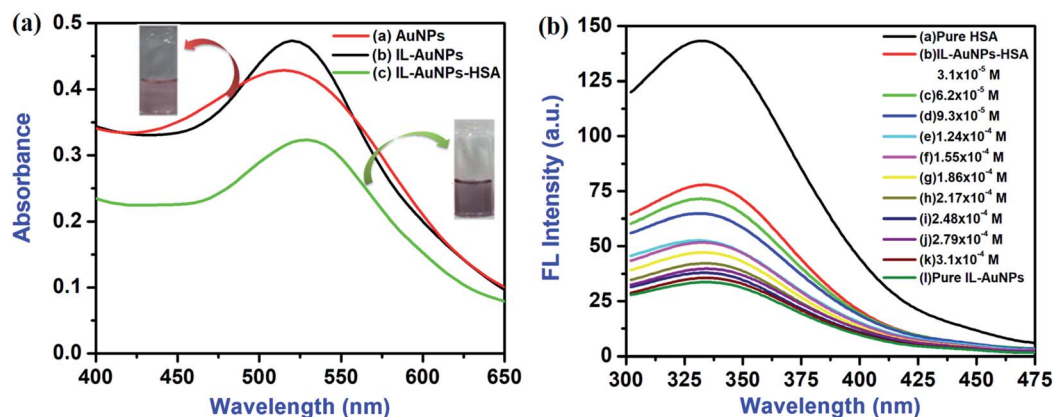 (a)
0.5
0.4
0.3
0.2
0.1
0.0
Absorbance
400
450
500
550
600
650
Wavelength (nm)
(a) AuNPs
(b) IL-AuNPs
(c) IL-AuNPs-HSA
(b)
150
125
100
75
50
25
0
FL Intensity (a.u.)
300
325
350
375
400
425
450
475
Wavelength (nm)
(a)Pure HSA
(b)IL-AuNPs-HSA
3.1x10⁻⁵ M
(c)6.2x10⁻⁵ M
(d)9.3x10⁻⁵ M
(e)1.24x10⁻⁴ M
(f)1.55x10⁻⁴ M
(g)1.86x10⁻⁴ M
(h)2.17x10⁻⁴ M
(i)2.48x10⁻⁴ M
(j)2.79x10⁻⁴ M
(k)3.1x10⁻⁴ M
(l)Pure IL-AuNPs